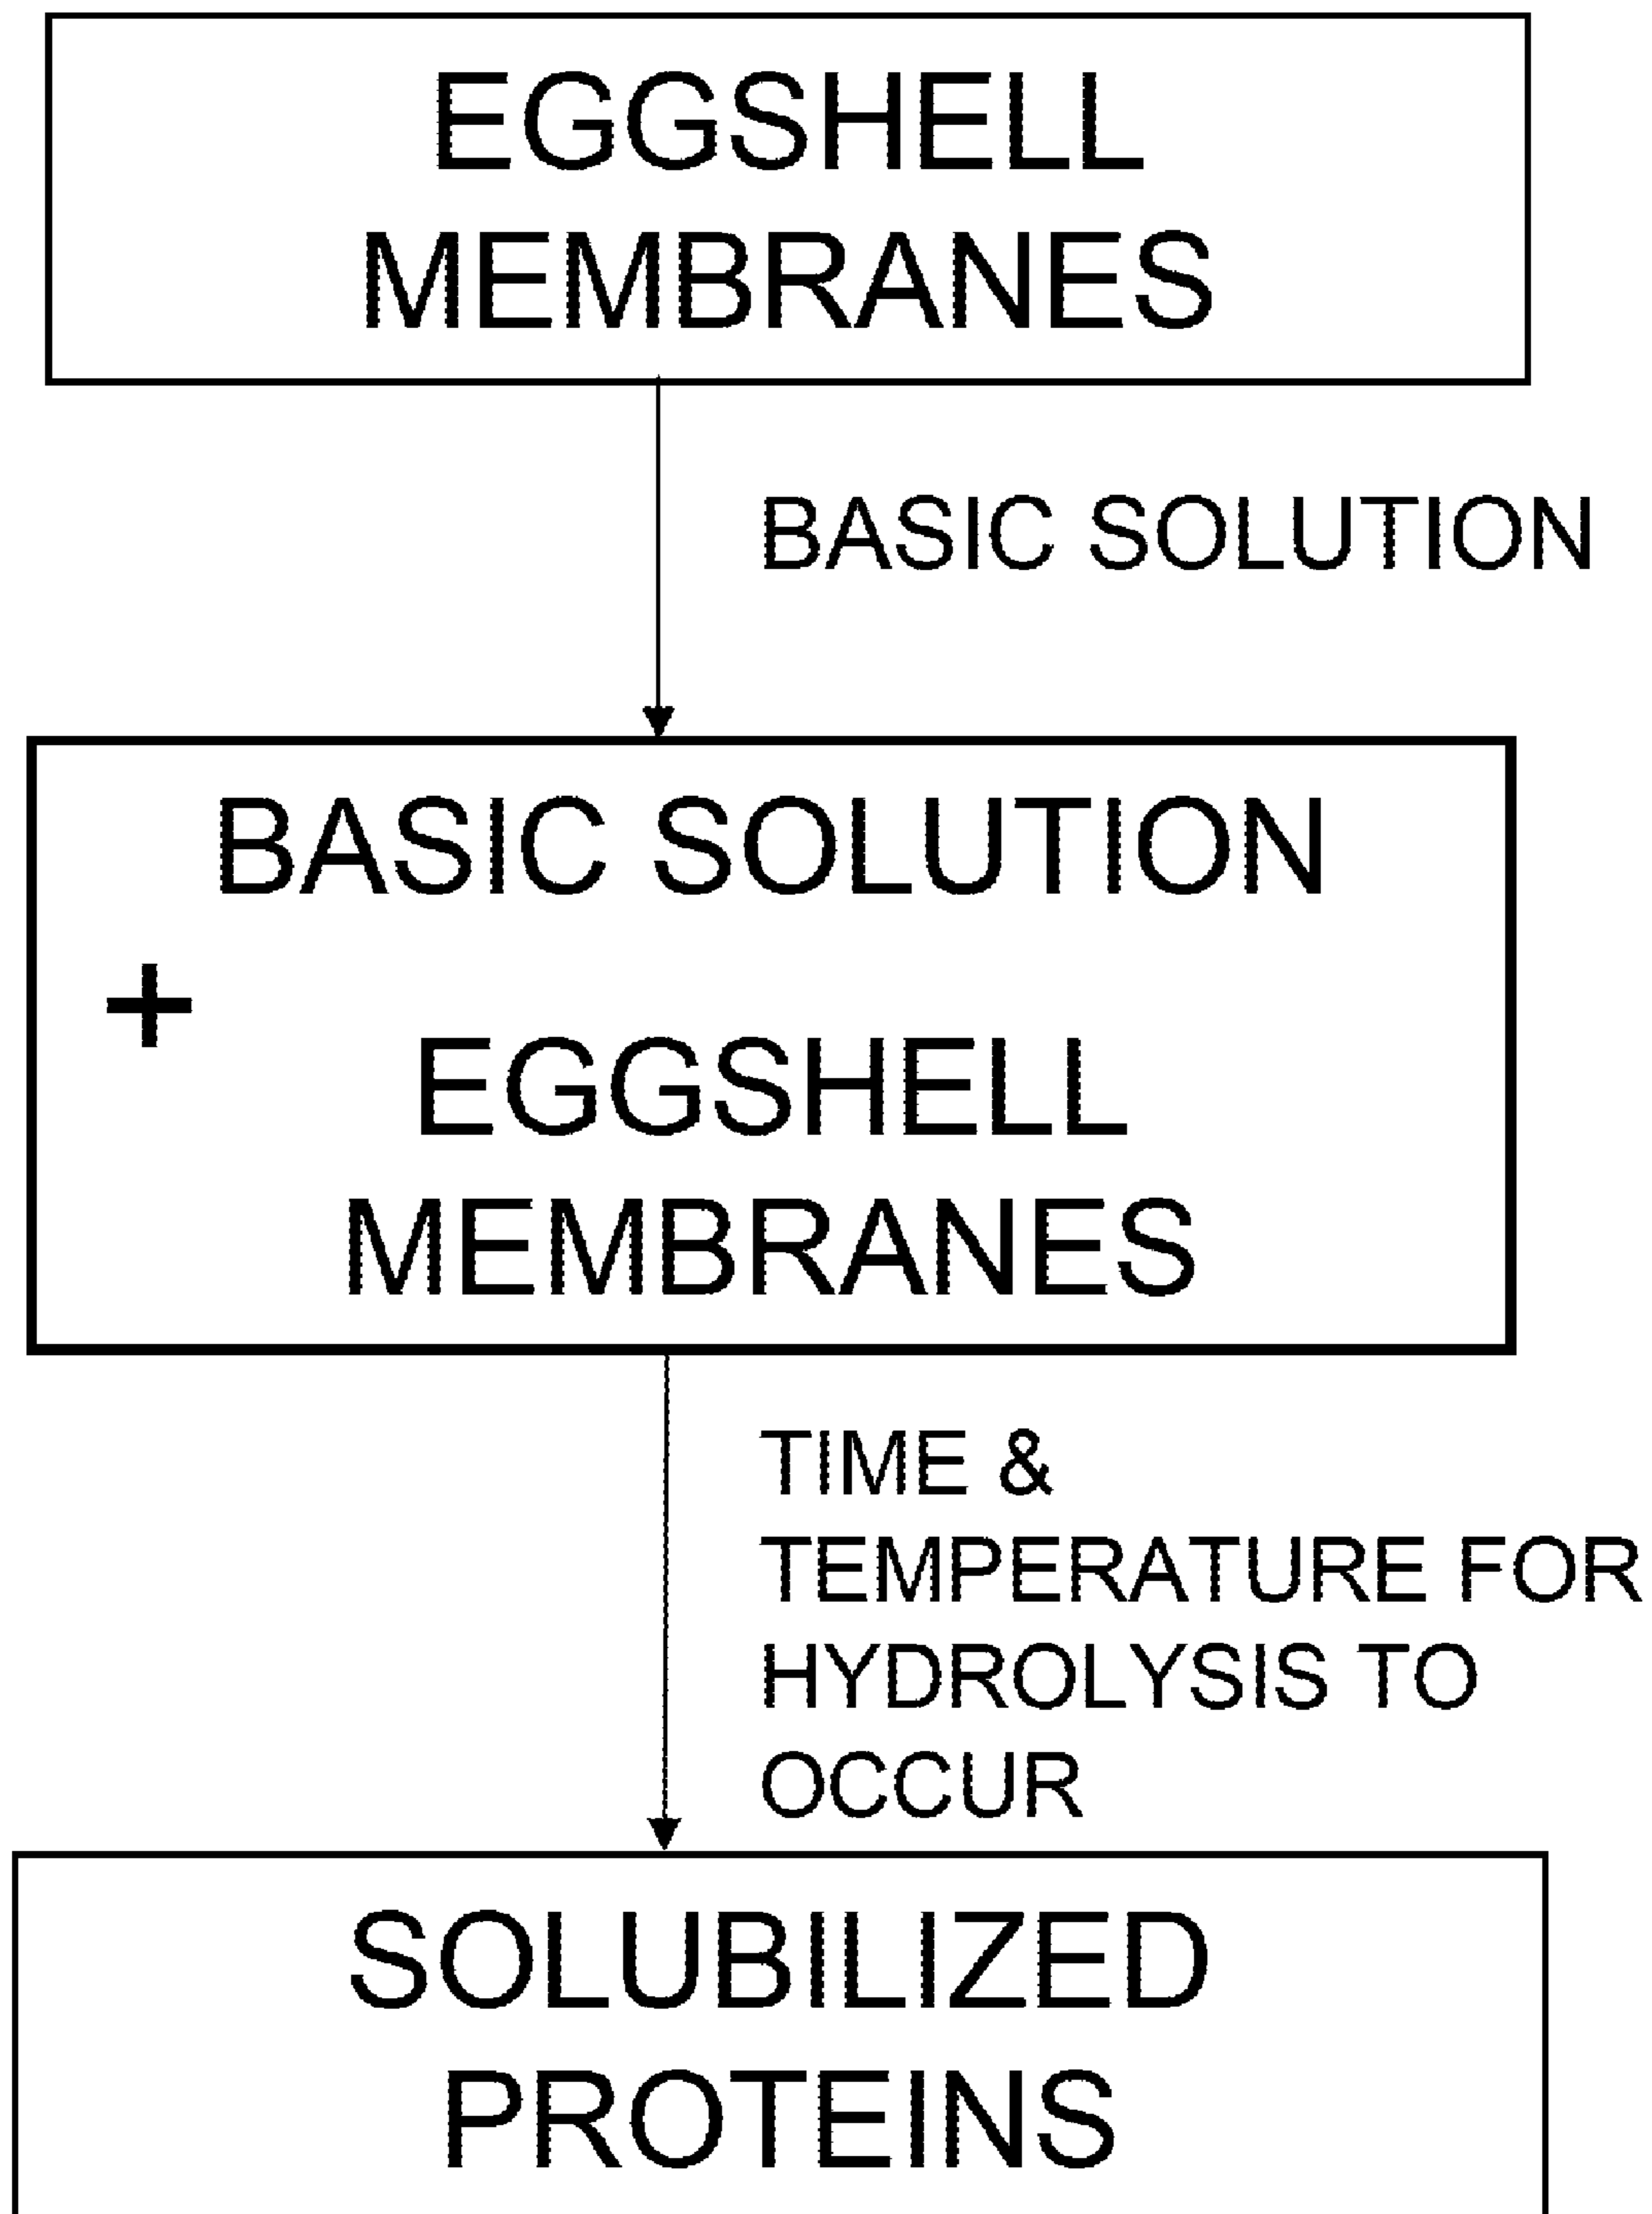 EGGSHELL
MEMBRANES
BASIC SOLUTION
BASIC SOLUTION
+
EGGSHELL
MEMBRANES
TIME &
TEMPERATURE FOR
HYDROLYSIS TO
OCCUR
SOLUBILIZED
PROTEINS